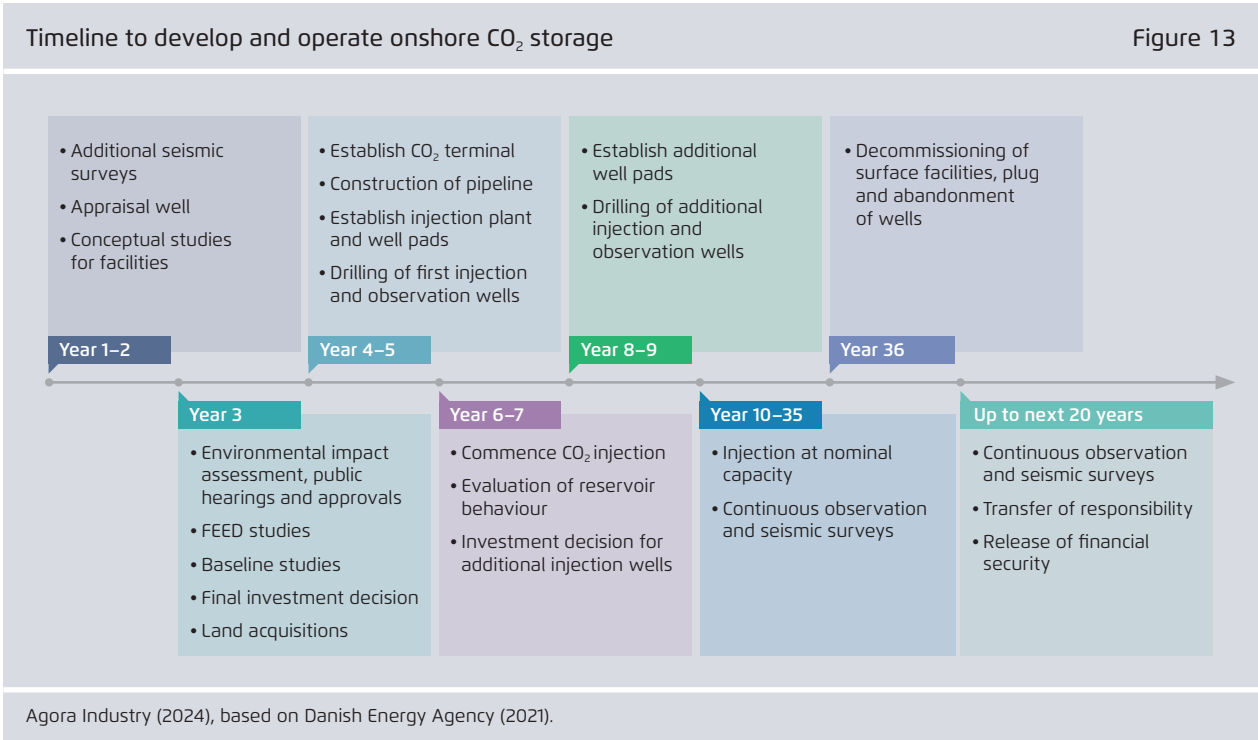 Timeline to develop and operate onshore CO₂ storage
Figure 13
• Additional seismic
surveys
• Appraisal well
• Conceptual studies
for facilities
Year 1–2
Year 3
• Environmental impact
assessment, public
hearings and approvals
• FEED studies
• Baseline studies
• Final investment decision
• Land acquisitions
• Establish CO₂ terminal
• Construction of pipeline
• Establish injection plant
and well pads
• Drilling of first injection
and observation wells
Year 4–5
Year 6–7
• Commence CO₂ injection
• Evaluation of reservoir
behaviour
• Investment decision for
additional injection wells
• Establish additional
well pads
• Drilling of additional
injection and
observation wells
Year 8–9
Year 10–35
• Injection at nominal
capacity
• Continuous observation
and seismic surveys
• Decommissioning of
surface facilities, plug
and abandonment
of wells
Year 36
Up to next 20 years
• Continuous observation
and seismic surveys
• Transfer of responsibility
• Release of financial
security
Agora Industry (2024), based on Danish Energy Agency (2021).